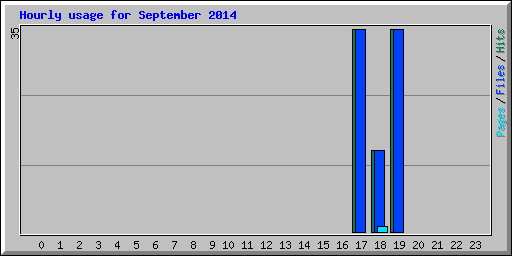 Hourly usage for September 2014
35
Pages/Files/Hits
0 1 2 3 4 5 6 7 8 9 10 11 12 13 14 15 16 17 18 19 20 21 22 23